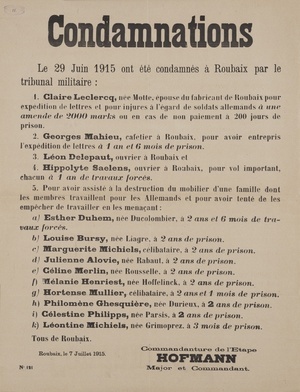 Condamnations
Le 29 Juin 1915 ont été condamnés à Roubaix par le
tribunal militaire :
1. Claire Leclercq, née Motte, épouse du fabricant de Roubaix pour
expédition de lettres et pour injures à l'égard de soldats allemands à une
amende de 2000 marks ou en cas de non paiement à 200 jours de
prison.
2. Georges Mahieu, cafetier à Roubaix, pour avoir entrepris
l'expédition de lettres à 1 an et 6 mois de prison.
3. Léon Delepaut, ouvrier à Roubaix et
4. Hippolyte Saelens, ouvrier à Roubaix, pour vol important,
chacun à 1 an de travaux forcés.
5. Pour avoir assisté à la destruction du mobilier d'une famille dont
les membres travaillent pour les Allemands et pour avoir tenté de les
empêcher de travailler en les menaçant :
a) Esther Duhem, née Ducolombier, à 2 ans et 6 mois de tra-
vaux forcés.
b) Louise Bursy, née Liagre, à 2 ans de prison.
c) Marguerite Michiels, célibataire, à 2 ans de prison.
d) Julienne Alovie, née Rabaut, à 2 ans de prison.
e) Céline Merlin, née Rousselle, à 2 ans de prison.
f) Mélanie Henriest, née Hoffelinck, à 2 ans de prison.
g) Hortense Mullier, célibataire, à 2 ans et 1 mois de prison.
h) Philomène Ghesquière, née Durieux, à 2 ans de prison.
i) Célestine Philipps, née Parsis, à 2 ans de prison.
k) Léontine Michiels, née Grimoprez, à 3 mois de prison.
Tous de Roubaix.
Roubaix, le 7 Juillet 1915.
Commandanture de l'Etape
HOFMANN
Major et Commandant.